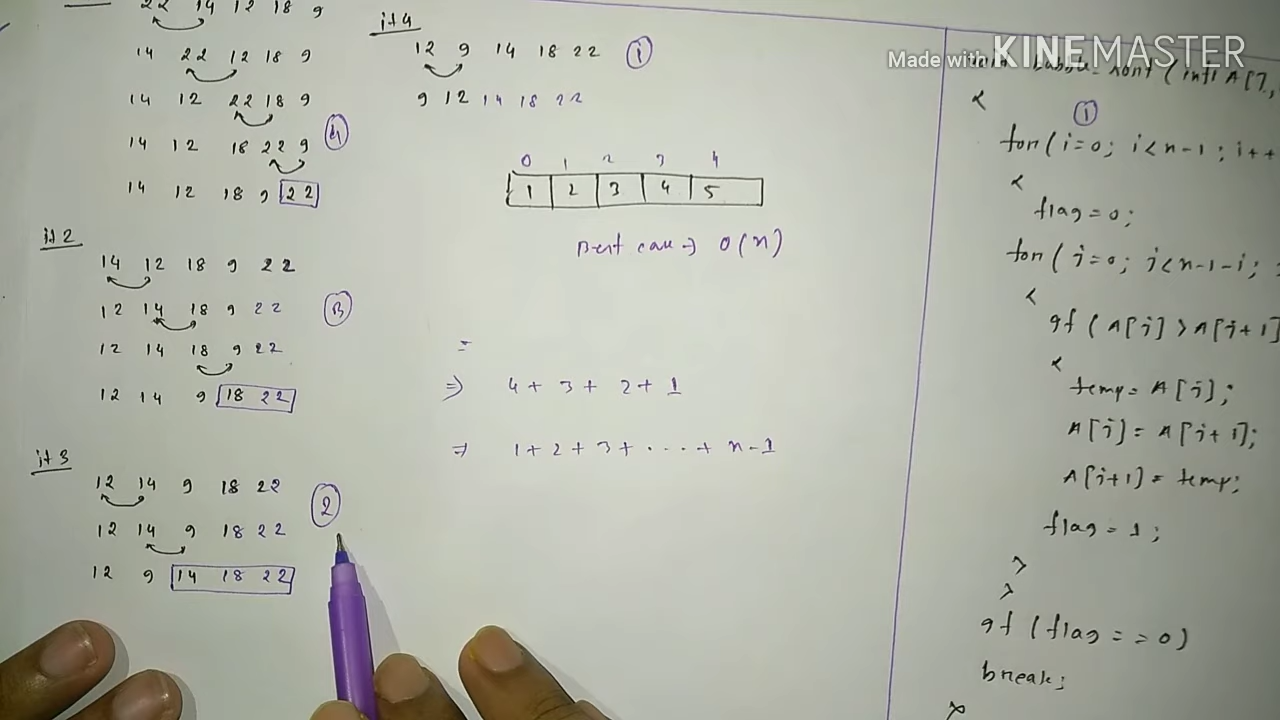 22 14 12 18 9
14 22 12 18 9
14 12 22 18 9
14 12 18 22 9
4
14 12 18 9 22
it 2
14 12 18 9 22
12 14 18 9 22
3
12 14 18 9 22
12 14 9 18 22
it 3
12 14 9 18 22
2
12 14 9 18 22
12 9 14 18 22
it 4
12 9 14 18 22
1
9 12 14 18 22
0 1 2 3 4
1 2 3 4 5
Best case → O(n)
=
⇒ 4 + 3 + 2 + 1
⇒ 1 + 2 + 3 + . . . . + n-1
Made with KINEMASTER
bubble-sort ( int A[],
{
1
for( i=0; i<n-1 ; i++
{
flag=0;
for( j=0; j<n-1-i;
{
if ( A[j] > A[j+1]
{
temp = A[j];
A[j] = A[j+1];
A[j+1] = temp;
flag = 1;
}
}
if (flag==0)
break;
}